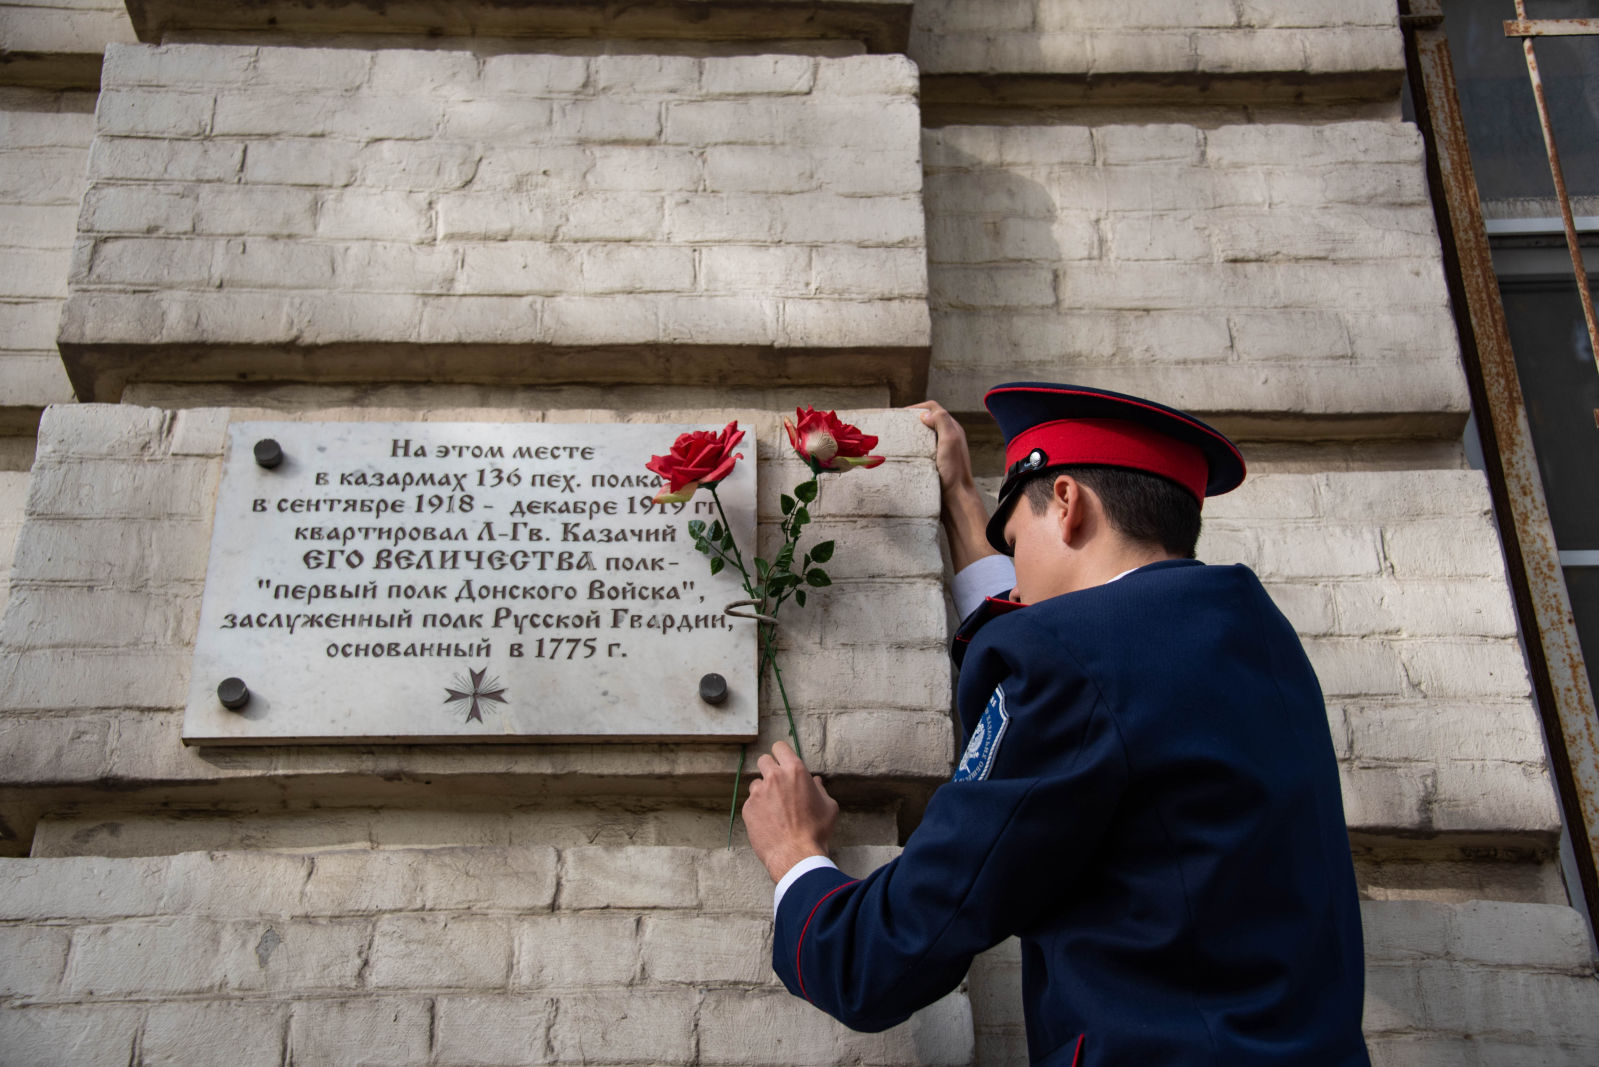 На этом месте
в казармах 136 пех. полка
в сентябре 1918 - декабре 1919 гг
квартировал Л-Гв. Казачий
ЕГО ВЕЛИЧЕСТВА полк-
"первый полк Донского Войска",
заслуженный полк Русской Гвардии,
основанный в 1775 г.